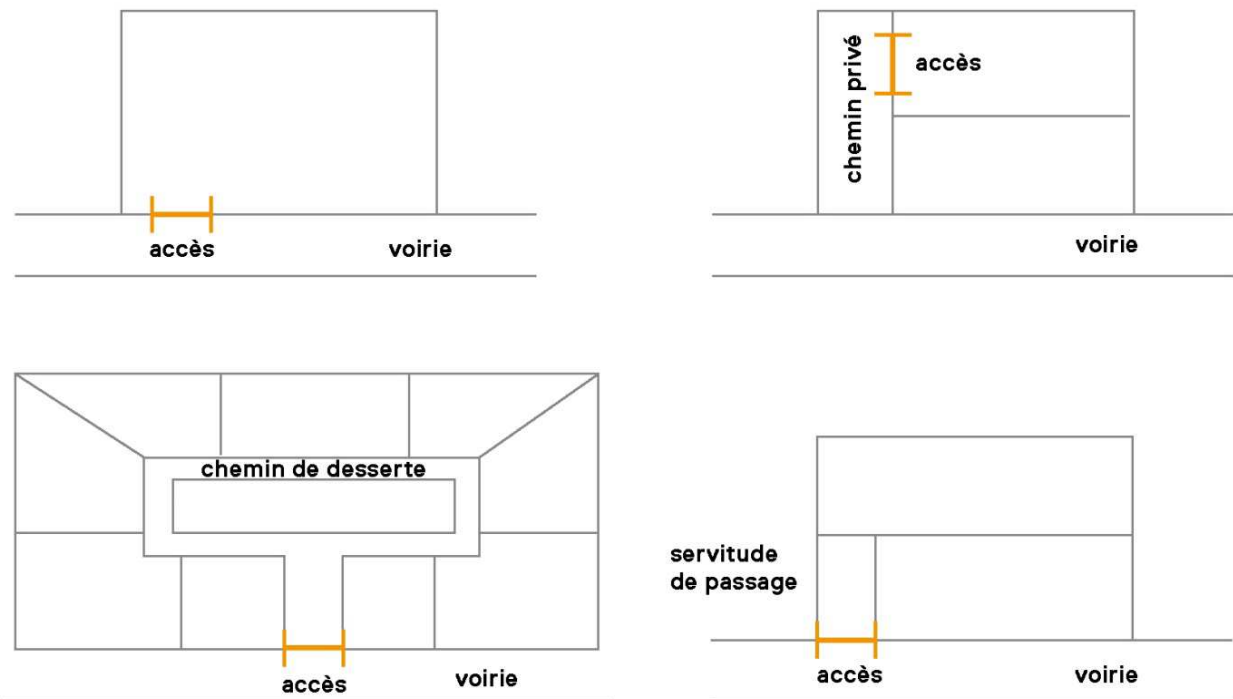 accès
voirie
chemin privé
accès
voirie
chemin de desserte
accès
voirie
servitude
de passage
accès
voirie